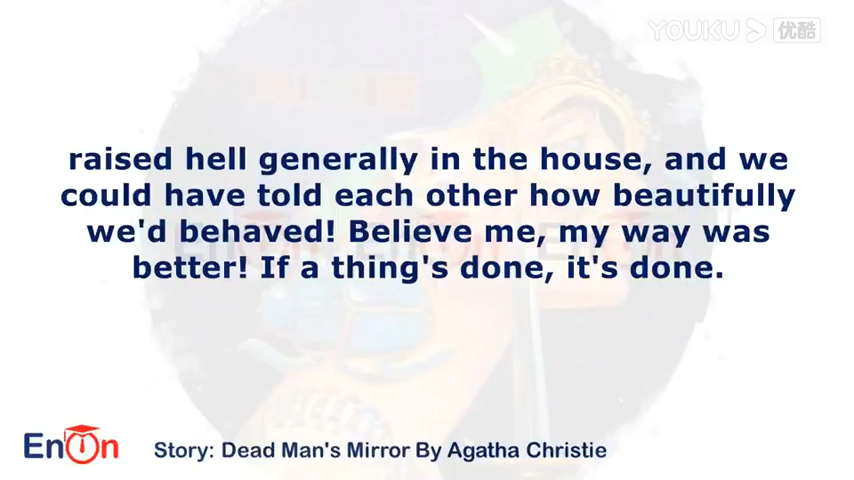 YOUKU 优酷
raised hell generally in the house, and we
could have told each other how beautifully
we'd behaved! Believe me, my way was
better! If a thing's done, it's done.
EnOn
Story: Dead Man's Mirror By Agatha Christie